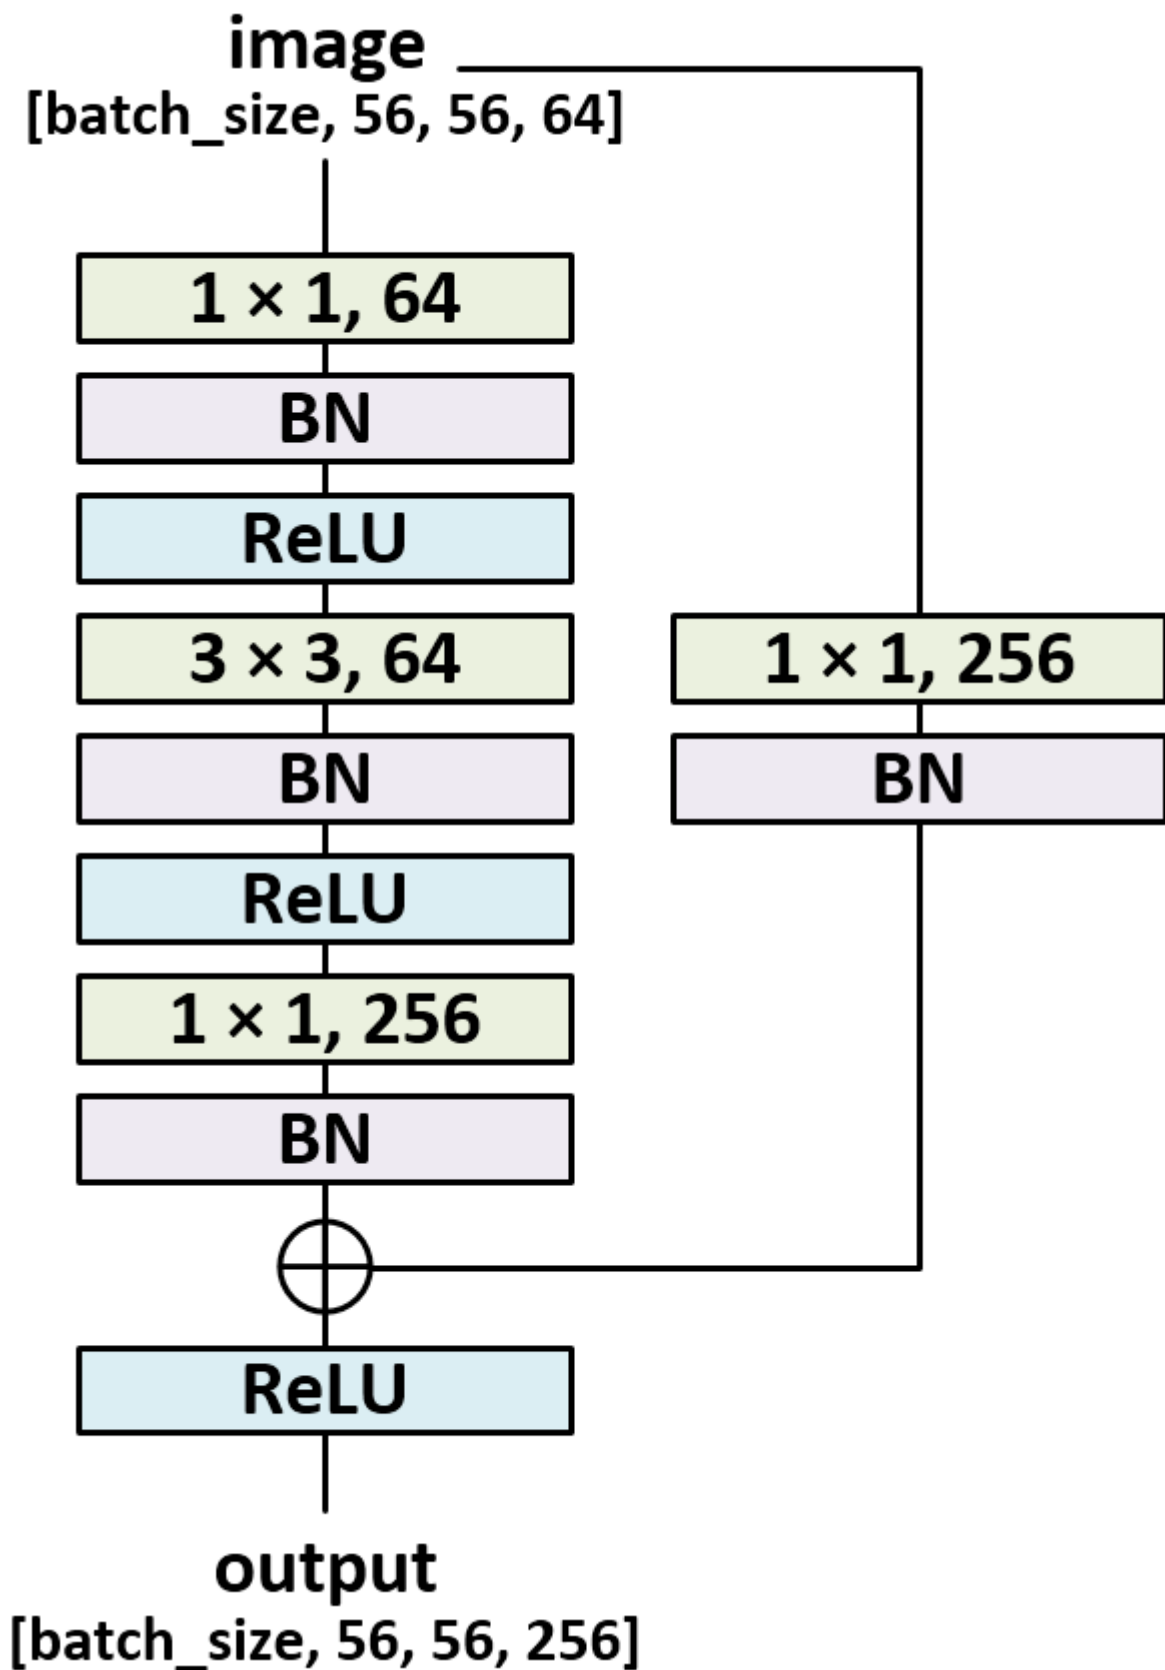 image
[batch_size, 56, 56, 64]
1 × 1, 64
BN
ReLU
3 × 3, 64
BN
ReLU
1 × 1, 256
BN
ReLU
1 × 1, 256
BN
output
[batch_size, 56, 56, 256]